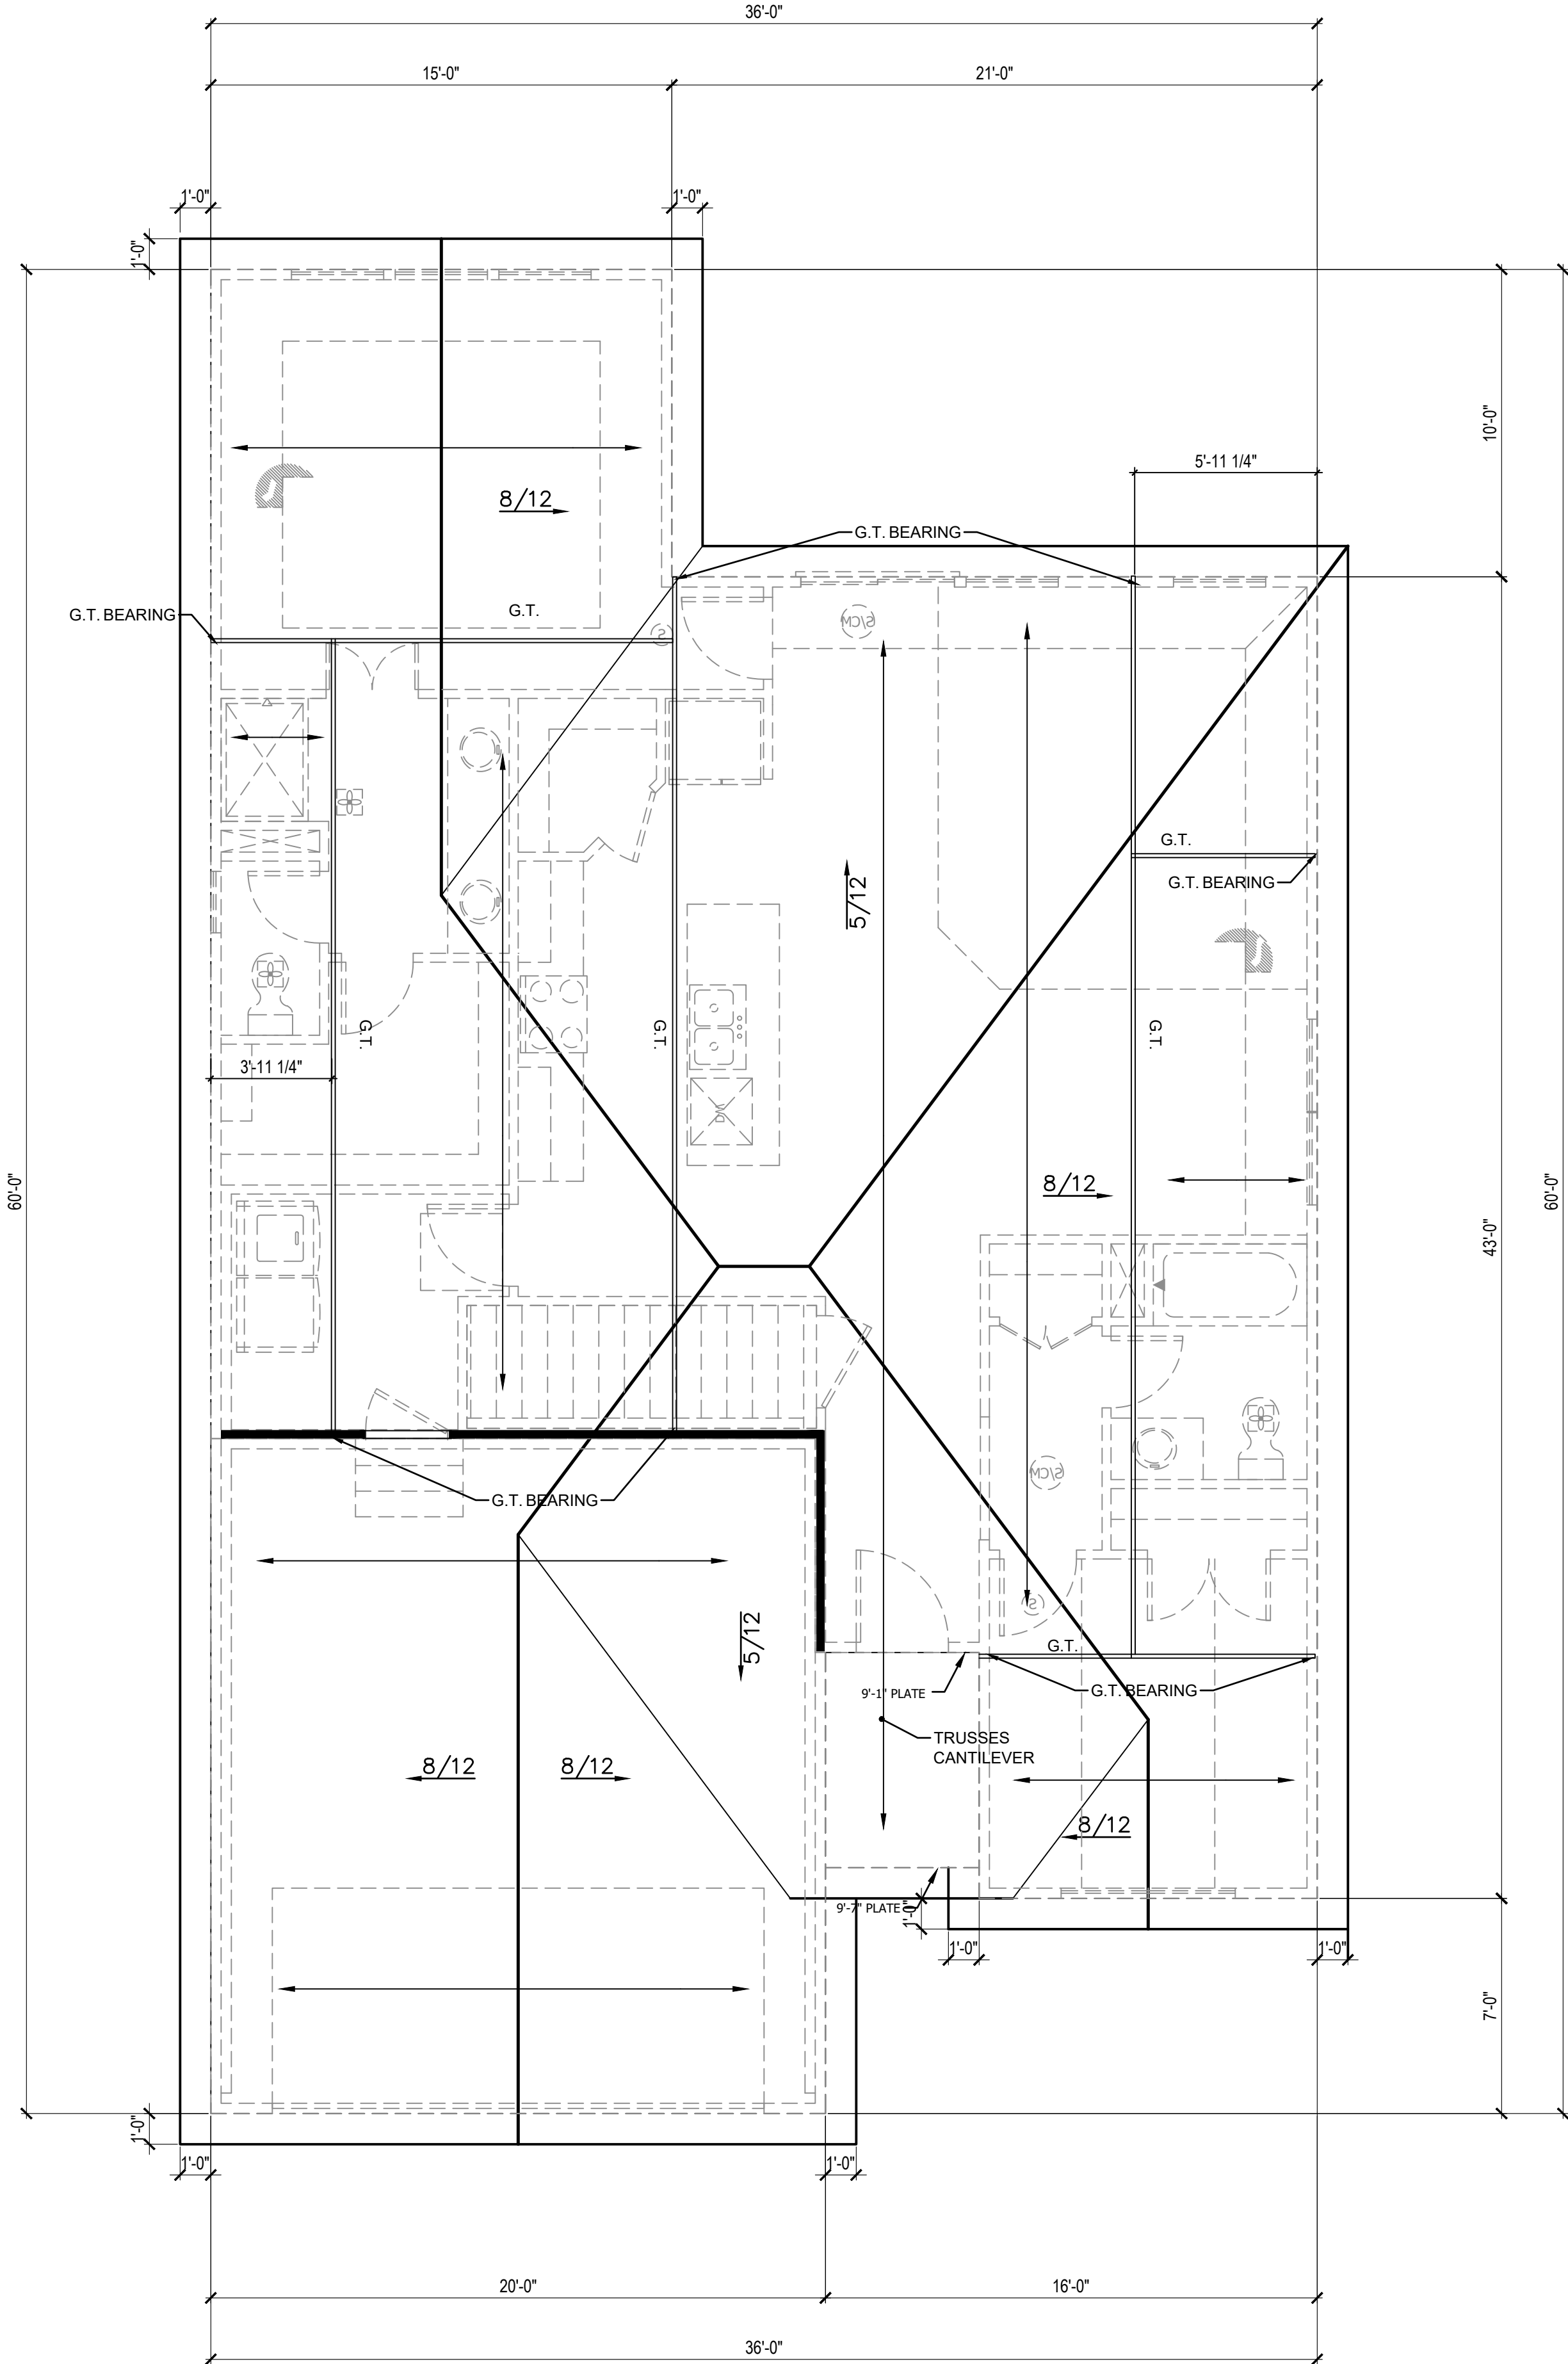 36'-0"
15'-0"
21'-0"
1'-0"
1'-0"
1'-0"
10'-0"
5'-11 1/4"
8/12
G.T. BEARING
G.T. BEARING
G.T.
S
S/CM
G.T.
G.T. BEARING
5/12
G.T.
G.T.
G.T.
3'-11 1/4"
DW
60'-0"
8/12
43'-0"
60'-0"
S/CM
G.T. BEARING
S
5/12
G.T.
9'-1" PLATE
G.T. BEARING
TRUSSES
CANTILEVER
8/12
8/12
8/12
9'-7" PLATE
1'-0"
1'-0"
1'-0"
7'-0"
1'-0"
1'-0"
1'-0"
20'-0"
16'-0"
36'-0"